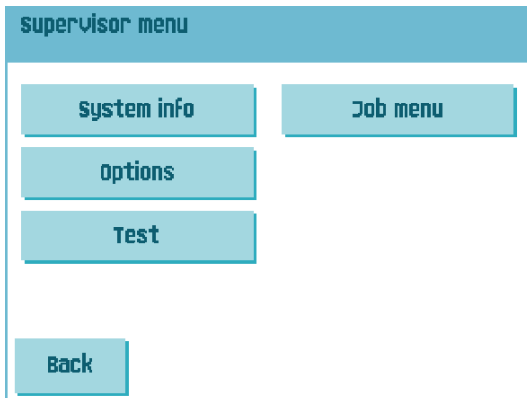 Supervisor menu
System info
Job menu
Options
Test
Back